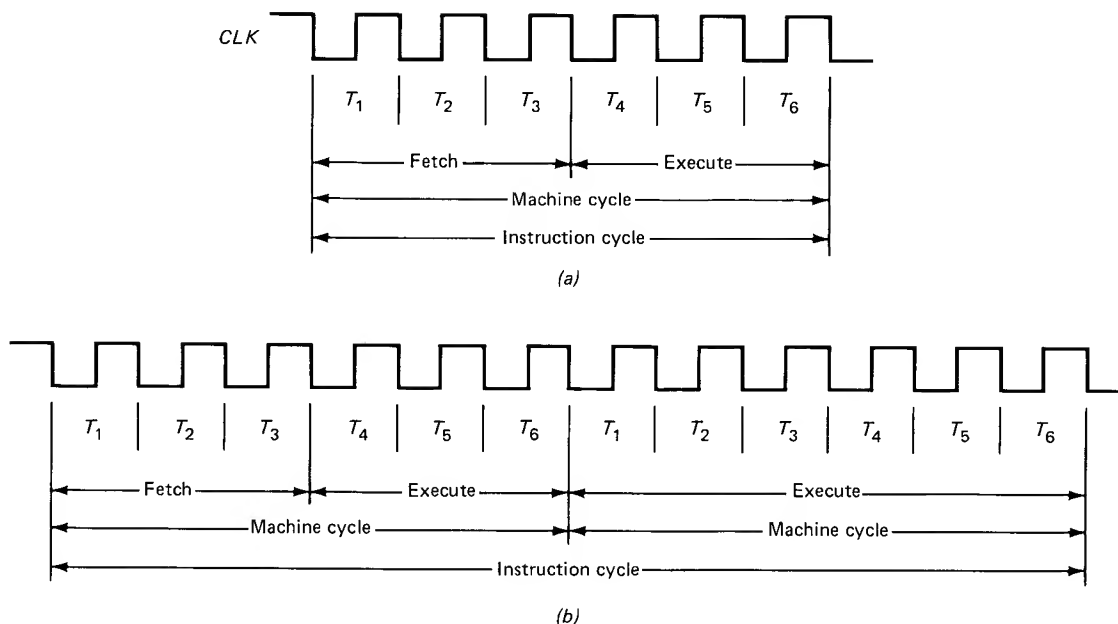 CLK
T1 T2 T3 T4 T5 T6
Fetch Execute
Machine cycle
Instruction cycle
(a)
T1 T2 T3 T4 T5 T6 T1 T2 T3 T4 T5 T6
Fetch Execute Execute
Machine cycle Machine cycle
Instruction cycle
(b)